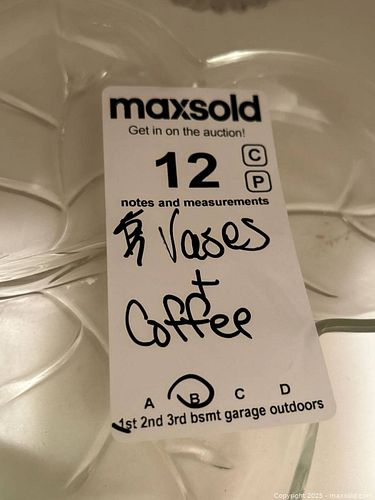 maxsold
Get in on the auction!
12 C
P
notes and measurements
Vases
+
Coffee
A B C D
1st 2nd 3rd bsmt garage outdoors
Copyright 2025 - maxsold.com